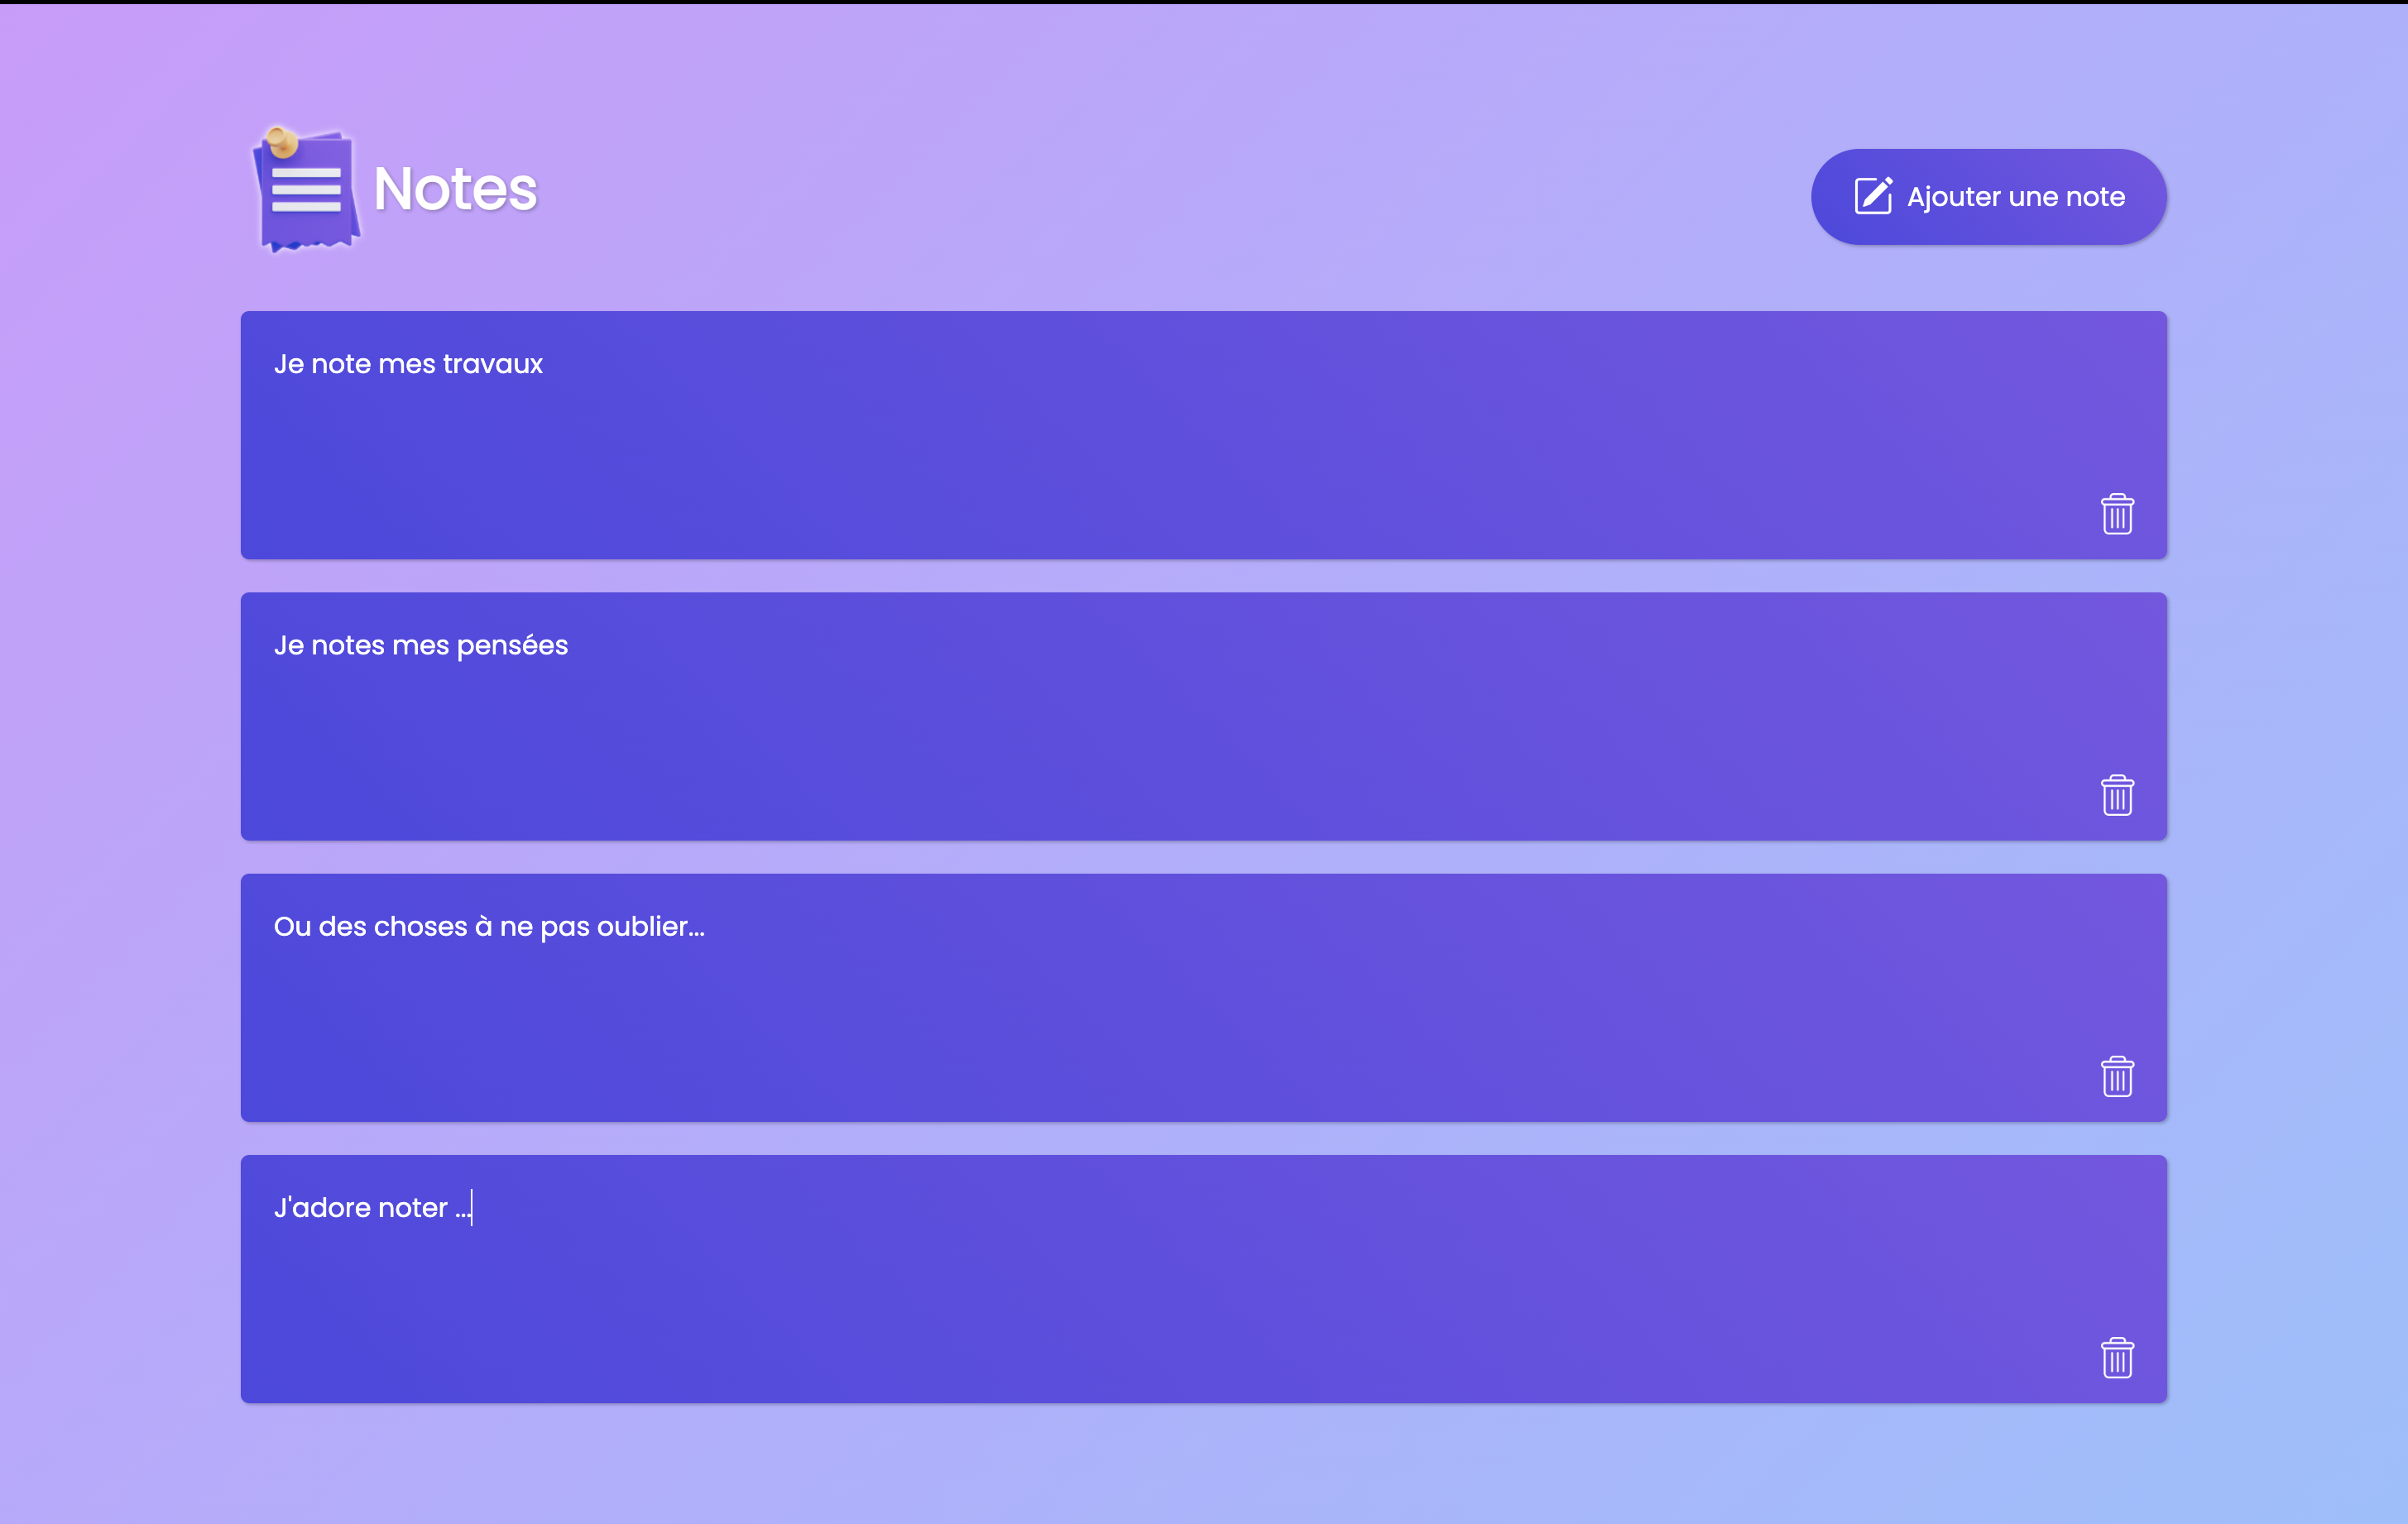 Notes
Ajouter une note
Je note mes travaux
Je notes mes pensées
Ou des choses à ne pas oublier...
J'adore noter ...